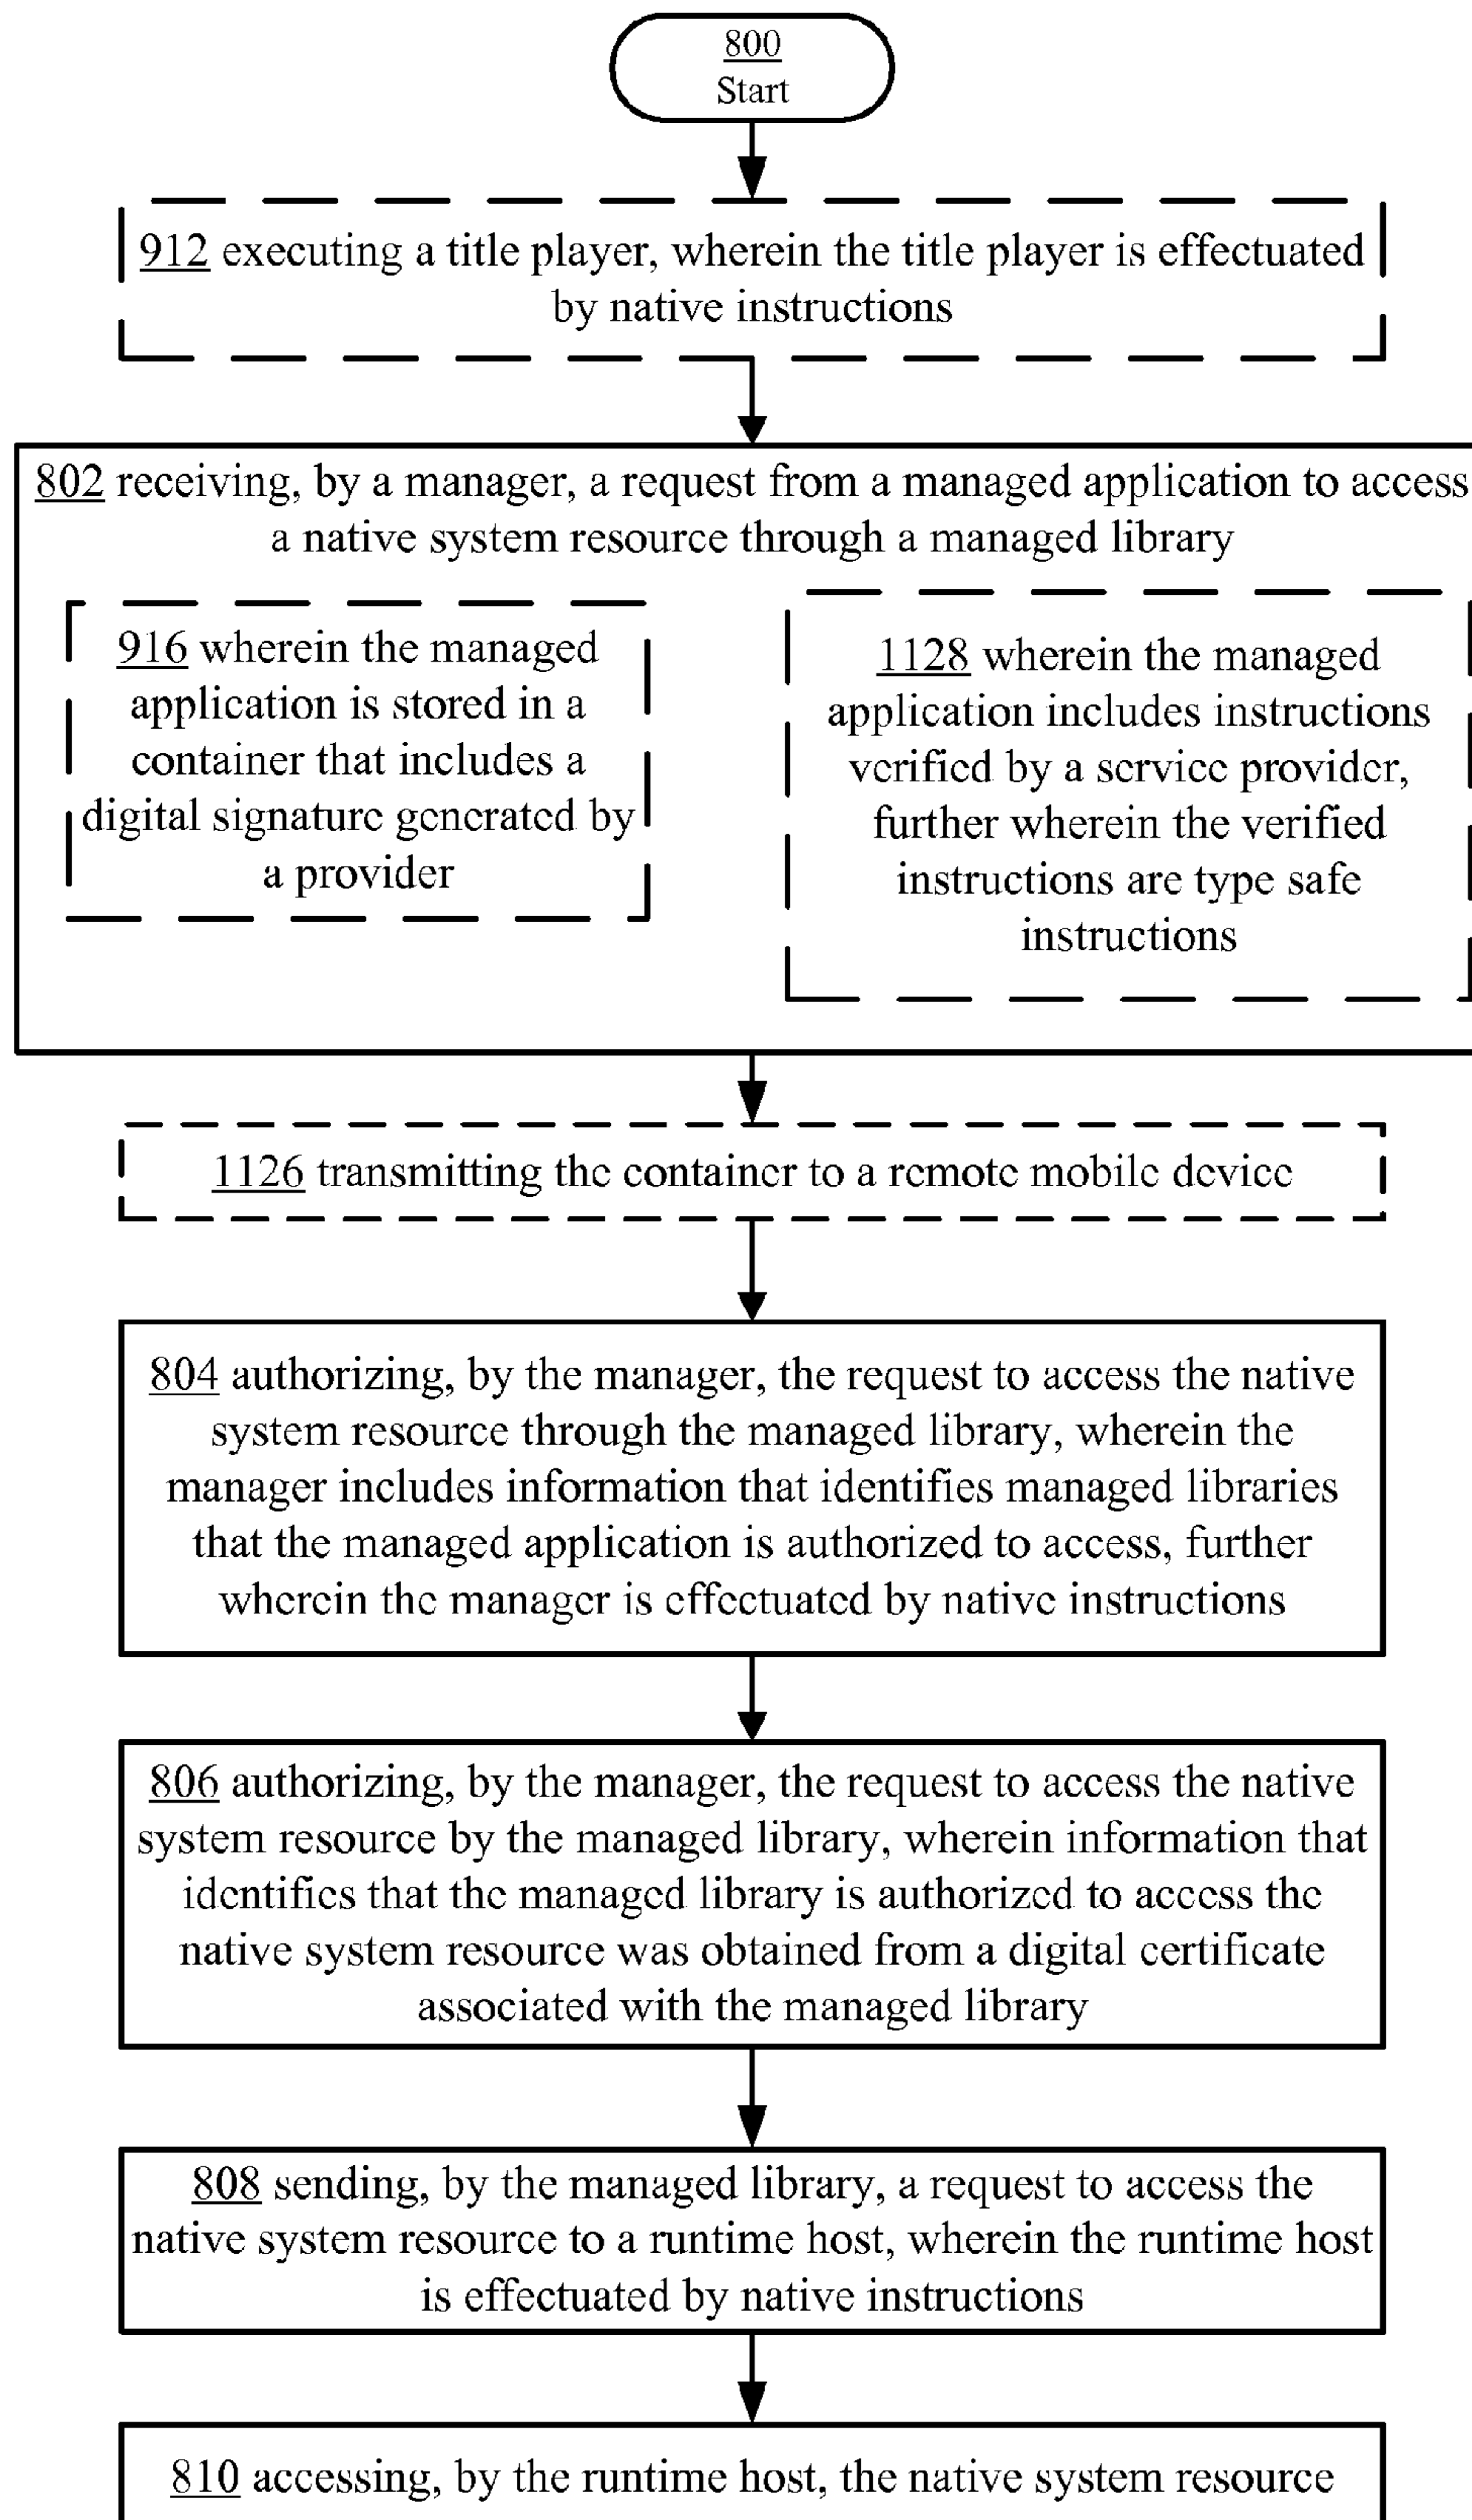 800
Start
912 executing a title player, wherein the title player is effectuated
by native instructions
802 receiving, by a manager, a request from a managed application to access
a native system resource through a managed library
916 wherein the managed
application is stored in a
container that includes a
digital signature generated by
a provider
1128 wherein the managed
application includes instructions
verified by a service provider,
further wherein the verified
instructions are type safe
instructions
1126 transmitting the container to a remote mobile device
804 authorizing, by the manager, the request to access the native
system resource through the managed library, wherein the
manager includes information that identifies managed libraries
that the managed application is authorized to access, further
wherein the manager is effectuated by native instructions
806 authorizing, by the manager, the request to access the native
system resource by the managed library, wherein information that
identifies that the managed library is authorized to access the
native system resource was obtained from a digital certificate
associated with the managed library
808 sending, by the managed library, a request to access the
native system resource to a runtime host, wherein the runtime host
is effectuated by native instructions
810 accessing, by the runtime host, the native system resource